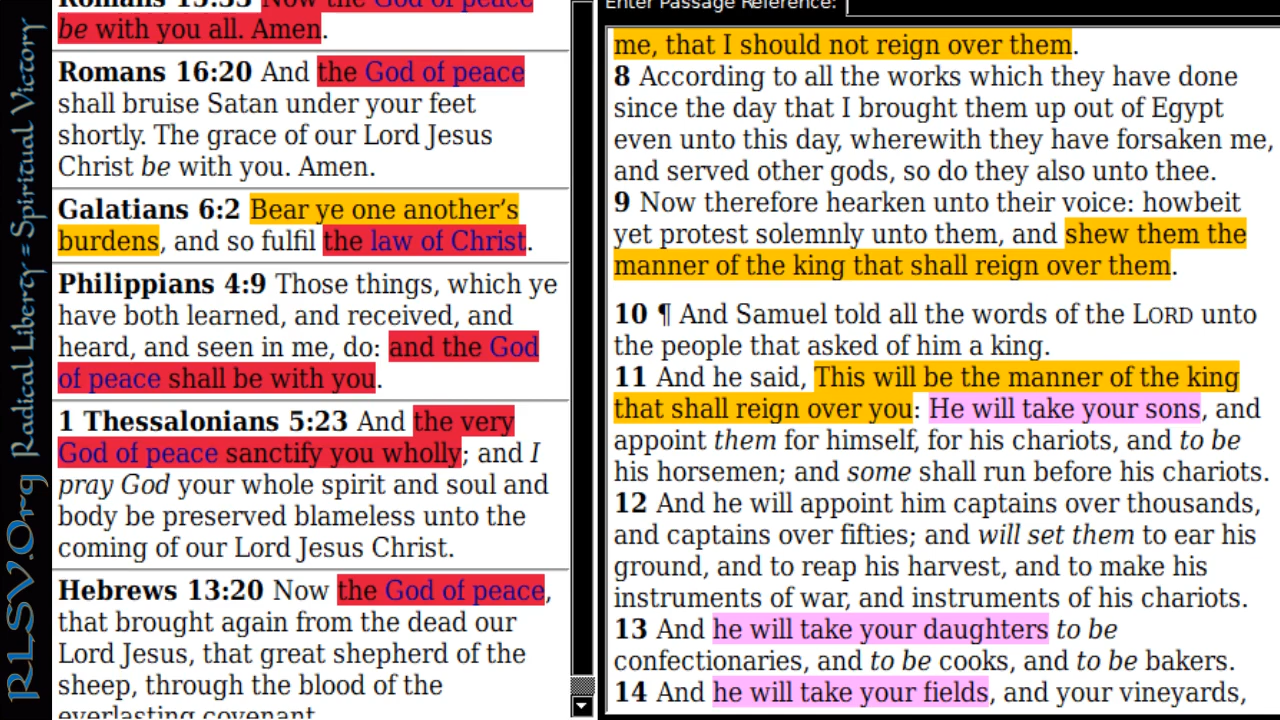 RLSV.Org Radical Liberty = Spiritual Victory
Romans 15:33 Now the God of peace
be with you all. Amen.
Romans 16:20 And the God of peace
shall bruise Satan under your feet
shortly. The grace of our Lord Jesus
Christ be with you. Amen.
Galatians 6:2 Bear ye one another’s
burdens, and so fulfil the law of Christ.
Philippians 4:9 Those things, which ye
have both learned, and received, and
heard, and seen in me, do: and the God
of peace shall be with you.
1 Thessalonians 5:23 And the very
God of peace sanctify you wholly; and I
pray God your whole spirit and soul and
body be preserved blameless unto the
coming of our Lord Jesus Christ.
Hebrews 13:20 Now the God of peace,
that brought again from the dead our
Lord Jesus, that great shepherd of the
sheep, through the blood of the
everlasting covenant
Enter Passage Reference:
me, that I should not reign over them.
8 According to all the works which they have done
since the day that I brought them up out of Egypt
even unto this day, wherewith they have forsaken me,
and served other gods, so do they also unto thee.
9 Now therefore hearken unto their voice: howbeit
yet protest solemnly unto them, and shew them the
manner of the king that shall reign over them.
10 ¶ And Samuel told all the words of the LORD unto
the people that asked of him a king.
11 And he said, This will be the manner of the king
that shall reign over you: He will take your sons, and
appoint them for himself, for his chariots, and to be
his horsemen; and some shall run before his chariots.
12 And he will appoint him captains over thousands,
and captains over fifties; and will set them to ear his
ground, and to reap his harvest, and to make his
instruments of war, and instruments of his chariots.
13 And he will take your daughters to be
confectionaries, and to be cooks, and to be bakers.
14 And he will take your fields, and your vineyards,